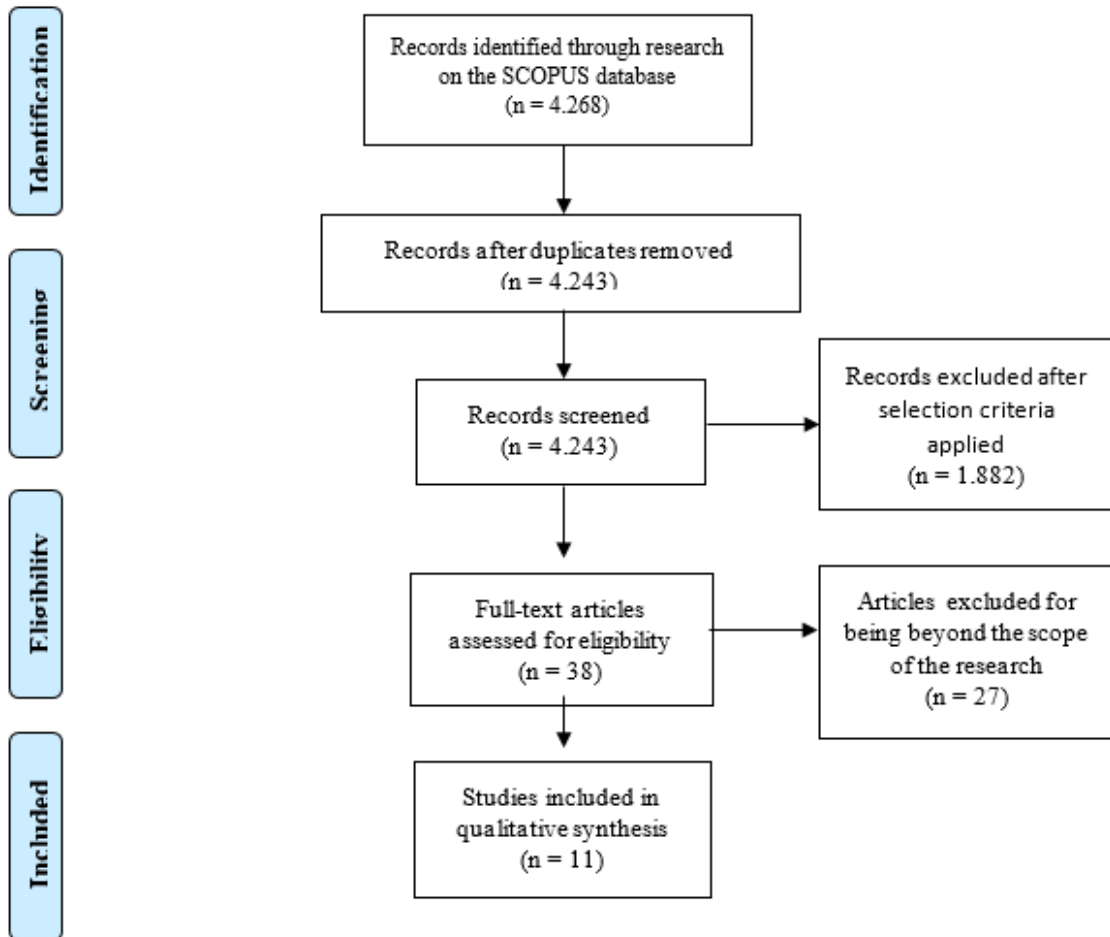 Identification
Records identified through research
on the SCOPUS database
(n = 4.268)
Records after duplicates removed
(n = 4.243)
Screening
Records screened
(n = 4.243)
Records excluded after
selection criteria
applied
(n = 1.882)
Eligibility
Full-text articles
assessed for eligibility
(n = 38)
Articles excluded for
being beyond the scope
of the research
(n = 27)
Included
Studies included in
qualitative synthesis
(n = 11)